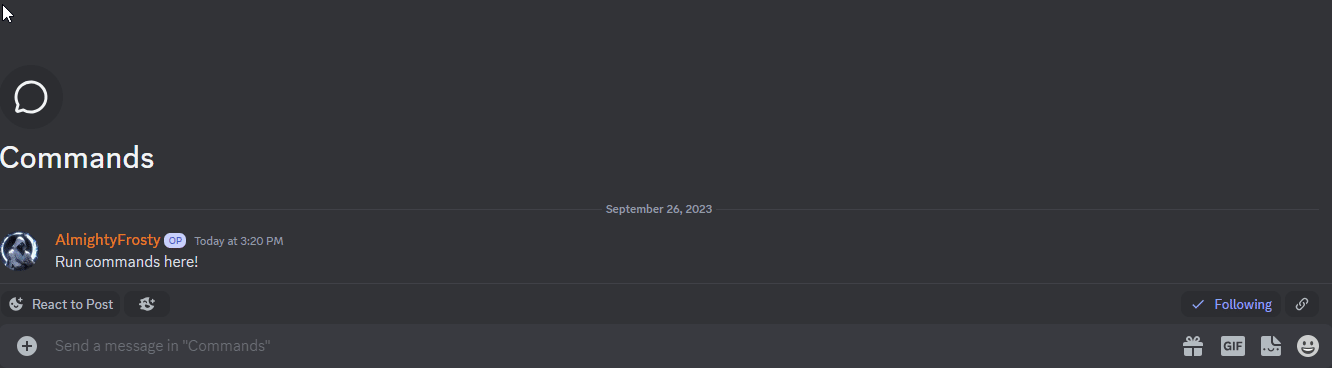 Commands
September 26, 2023
AlmightyFrosty OP Today at 3:20 PM
Run commands here!
React to Post Following
Send a message in "Commands" GIF